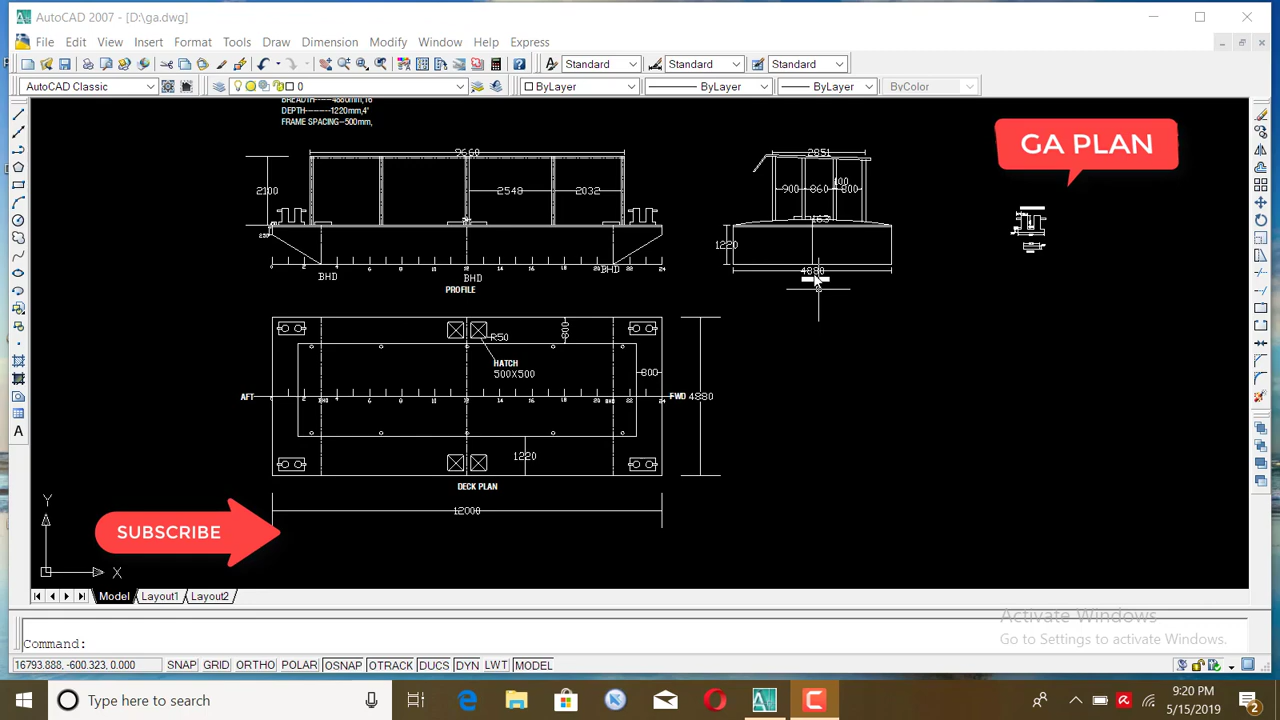 AutoCAD 2007 - [D:\ga.dwg]
File Edit View Insert Format Tools Draw Dimension Modify Window Help Express
Standard Standard Standard
AutoCAD Classic 0 ByLayer ByLayer ByLayer ByColor
DEPTH--------1220mm,4'
FRAME SPACING-500mm,
GA PLAN
9660
2100 2548 2032
BHD BHD BHD
PROFILE
2851
900 860 800
163
1220
4880
R50
HATCH
500X500
800
AFT FWD 4880
1220
DECK PLAN
12000
SUBSCRIBE
Y
X
Model Layout1 Layout2
Activate Windows
Go to Settings to activate Windows.
Command:
16793.888, -600.323, 0.000 SNAP GRID ORTHO POLAR OSNAP OTRACK DUCS DYN LWT MODEL
Type here to search
9:20 PM
5/15/2019
2